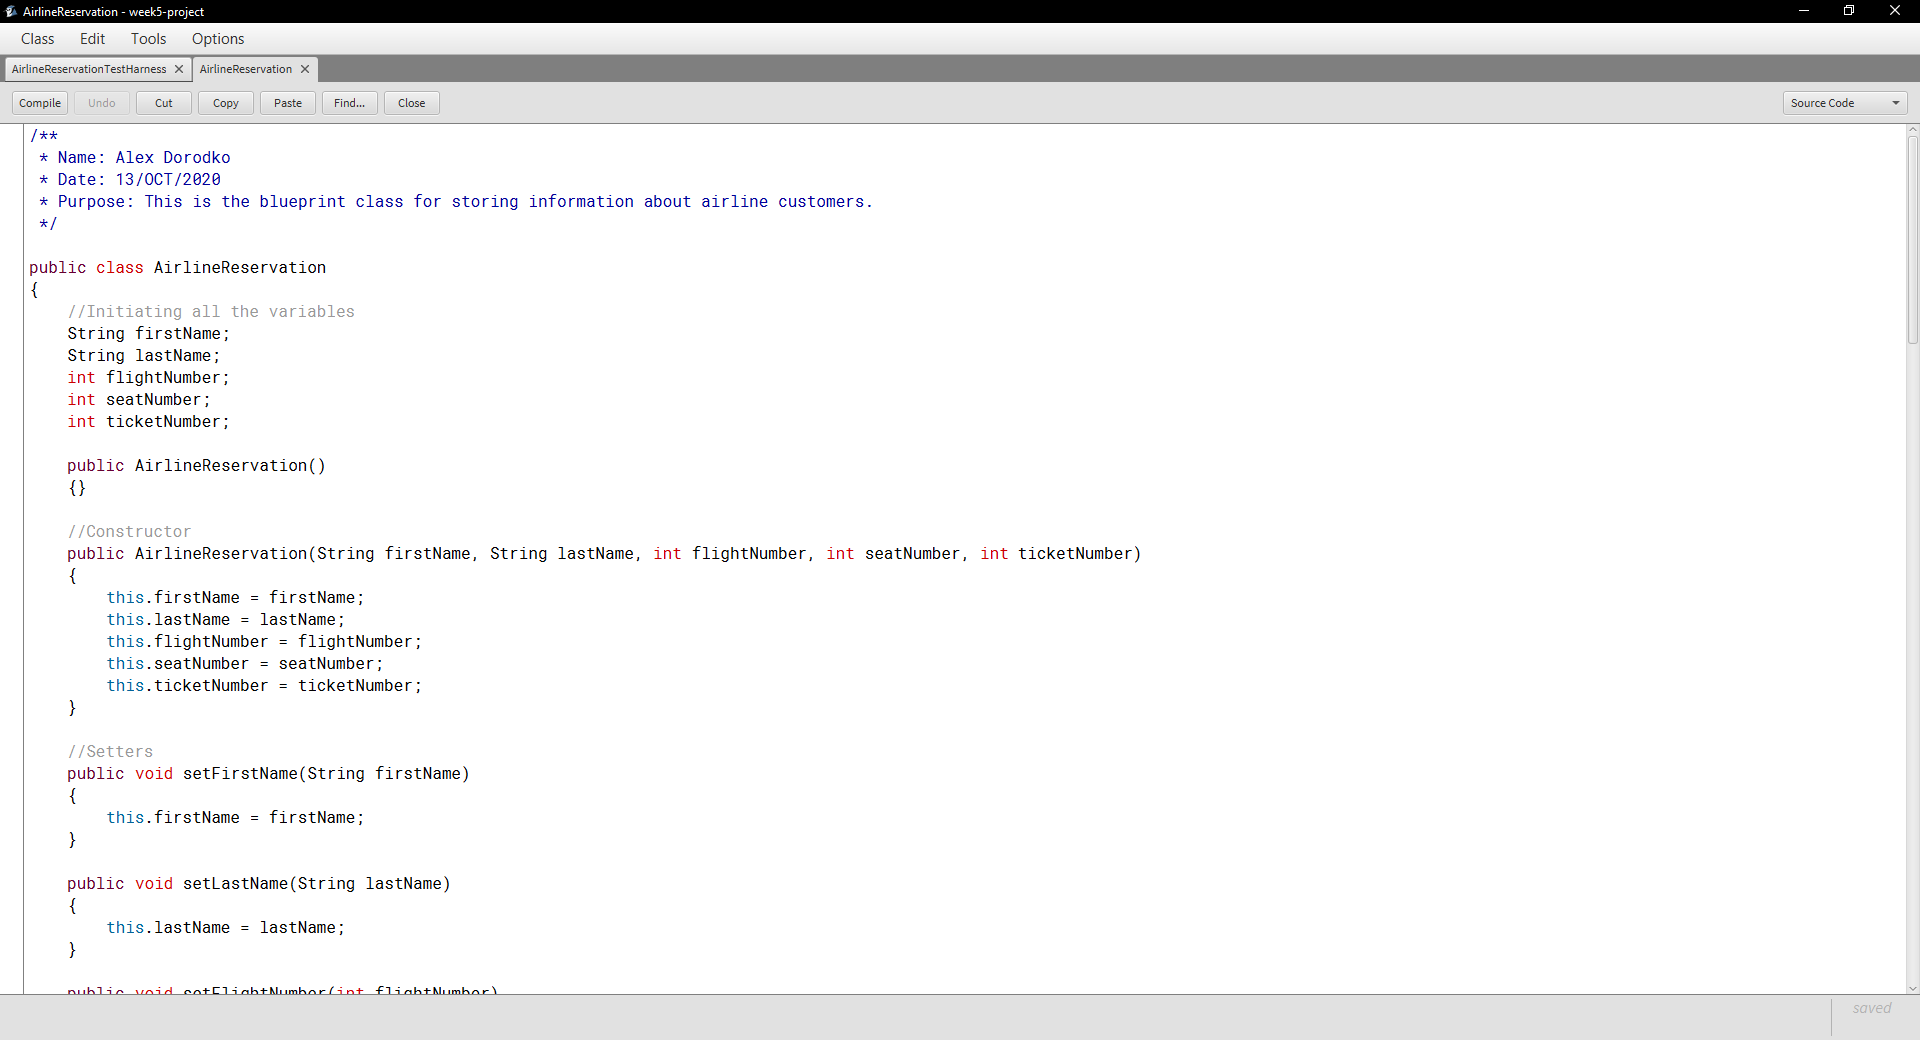 AirlineReservation - week5-project
Class Edit Tools Options
AirlineReservationTestHarness AirlineReservation
Compile Undo Cut Copy Paste Find... Close Source Code
/**
 * Name: Alex Dorodko
 * Date: 13/OCT/2020
 * Purpose: This is the blueprint class for storing information about airline customers.
 */
public class AirlineReservation
{
    //Initiating all the variables
    String firstName;
    String lastName;
    int flightNumber;
    int seatNumber;
    int ticketNumber;
    public AirlineReservation()
    {}
    //Constructor
    public AirlineReservation(String firstName, String lastName, int flightNumber, int seatNumber, int ticketNumber)
    {
        this.firstName = firstName;
        this.lastName = lastName;
        this.flightNumber = flightNumber;
        this.seatNumber = seatNumber;
        this.ticketNumber = ticketNumber;
    }
    //Setters
    public void setFirstName(String firstName)
    {
        this.firstName = firstName;
    }
    public void setLastName(String lastName)
    {
        this.lastName = lastName;
    }
    public void setFlightNumber(int flightNumber)
saved